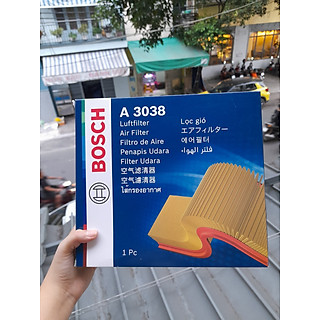 BOSCH
A 3038
Luftfilter
Air Filter
Filtro de Aire
Penapis Udara
Filter Udara
空气滤清器
空气濾清器
ไส้กรองอากาศ
Lọc gió
エアフィルター
에어필터
فلتر الهواء
1 Pc